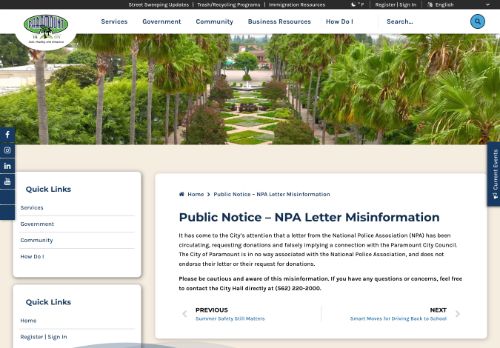 Street Sweeping Updates | Trash/Recycling Programs | Immigration Resources
°F | Register | Sign In | English
PARAMOUNT
Services Government Community Business Resources How Do I Search...
Current Events
Quick Links
Services
Government
Community
How Do I
Quick Links
Home
Register | Sign In
Home > Public Notice – NPA Letter Misinformation
Public Notice – NPA Letter Misinformation
It has come to the City's attention that a letter from the National Police Association (NPA) has been
circulating, requesting donations and falsely implying a connection with the Paramount City Council.
The City of Paramount is in no way associated with the National Police Association, and does not
endorse their letter or their request for donations.
Please be cautious and aware of this misinformation. If you have any questions or concerns, feel free
to contact the City Hall directly at (562) 220-2000.
PREVIOUS
Summer Safety Still Matters
NEXT
Smart Moves for Driving Back to School